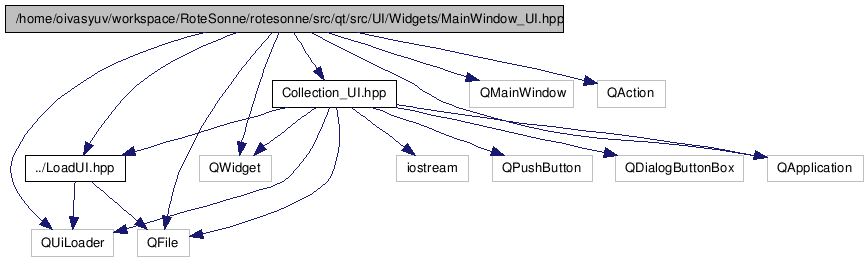 /home/oivasyuv/workspace/RoteSonne/rotesonne/src/qt/src/UI/Widgets/MainWindow_UI.hpp
Collection_UI.hpp
QMainWindow
QAction
../LoadUI.hpp
QWidget
iostream
QPushButton
QDialogButtonBox
QApplication
QUiLoader
QFile